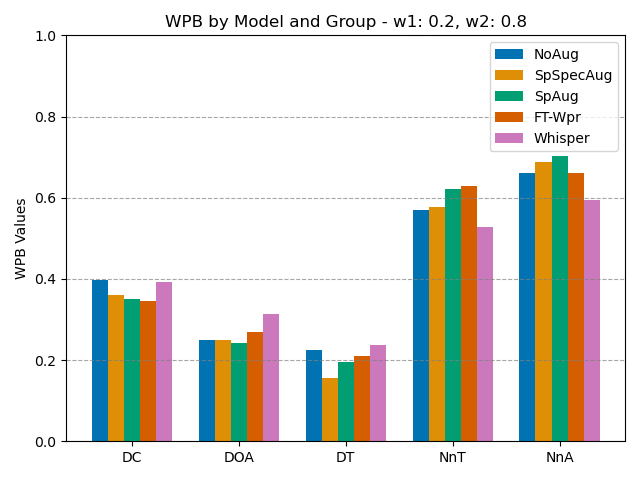 WPB by Model and Group - w1: 0.2, w2: 0.8
WPB Values
1.0
0.8
0.6
0.4
0.2
0.0
NoAug
SpSpecAug
SpAug
FT-Wpr
Whisper
DC DOA DT NnT NnA